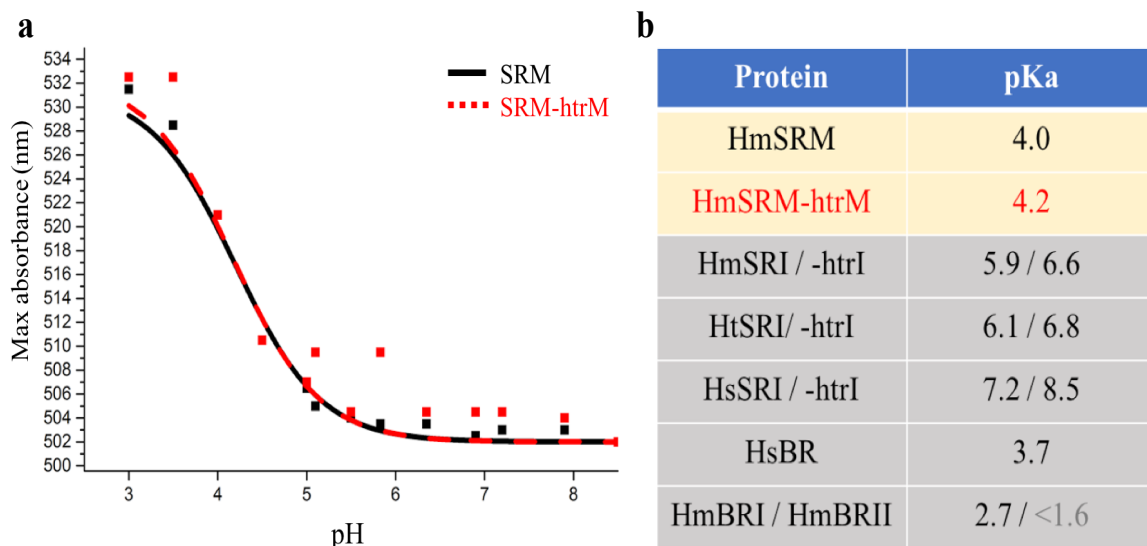 a
534
532
530
528
526
524
522
520
518
516
514
512
510
508
506
504
502
500
Max absorbance (nm)
3 4 5 6 7 8
pH
SRM
SRM-htrM
b
Protein pKa
HmSRM 4.0
HmSRM-htrM 4.2
HmSRI / -htrI 5.9 / 6.6
HtSRI/ -htrI 6.1 / 6.8
HsSRI / -htrI 7.2 / 8.5
HsBR 3.7
HmBRI / HmBRII 2.7 / <1.6